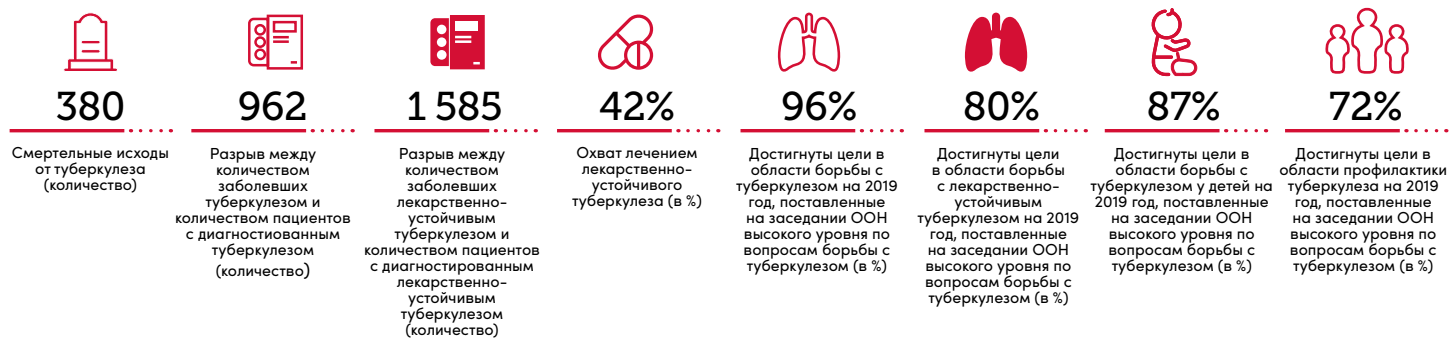 380
Смертельные исходы
от туберкулеза
(количество)
962
Разрыв между
количеством
заболевших
туберкулезом и
количеством пациентов
с диагностиованным
туберкулезом
(количество)
1 585
Разрыв между
количеством
заболевших
лекарственно-
устойчивым
туберкулезом и
количеством пациентов
с диагностированным
лекарственно-
устойчивым
туберкулезом
(количество)
42%
Охват лечением
лекарственно-
устойчивого
туберкулеза (в %)
96%
Достигнуты цели в
области борьбы с
туберкулезом на 2019
год, поставленные
на заседании ООН
высокого уровня по
вопросам борьбы с
туберкулезом (в %)
80%
Достигнуты цели
в области борьбы
с лекарственно-
устойчивым
туберкулезом на 2019
год, поставленные
на заседании ООН
высокого уровня по
вопросам борьбы с
туберкулезом (в %)
87%
Достигнуты цели в
области борьбы с
туберкулезом у детей на
2019 год, поставленные
на заседании ООН
высокого уровня по
вопросам борьбы с
туберкулезом (в %)
72%
Достигнуты цели в
области профилактики
туберкулеза на 2019
год, поставленные
на заседании ООН
высокого уровня по
вопросам борьбы с
туберкулезом (в %)